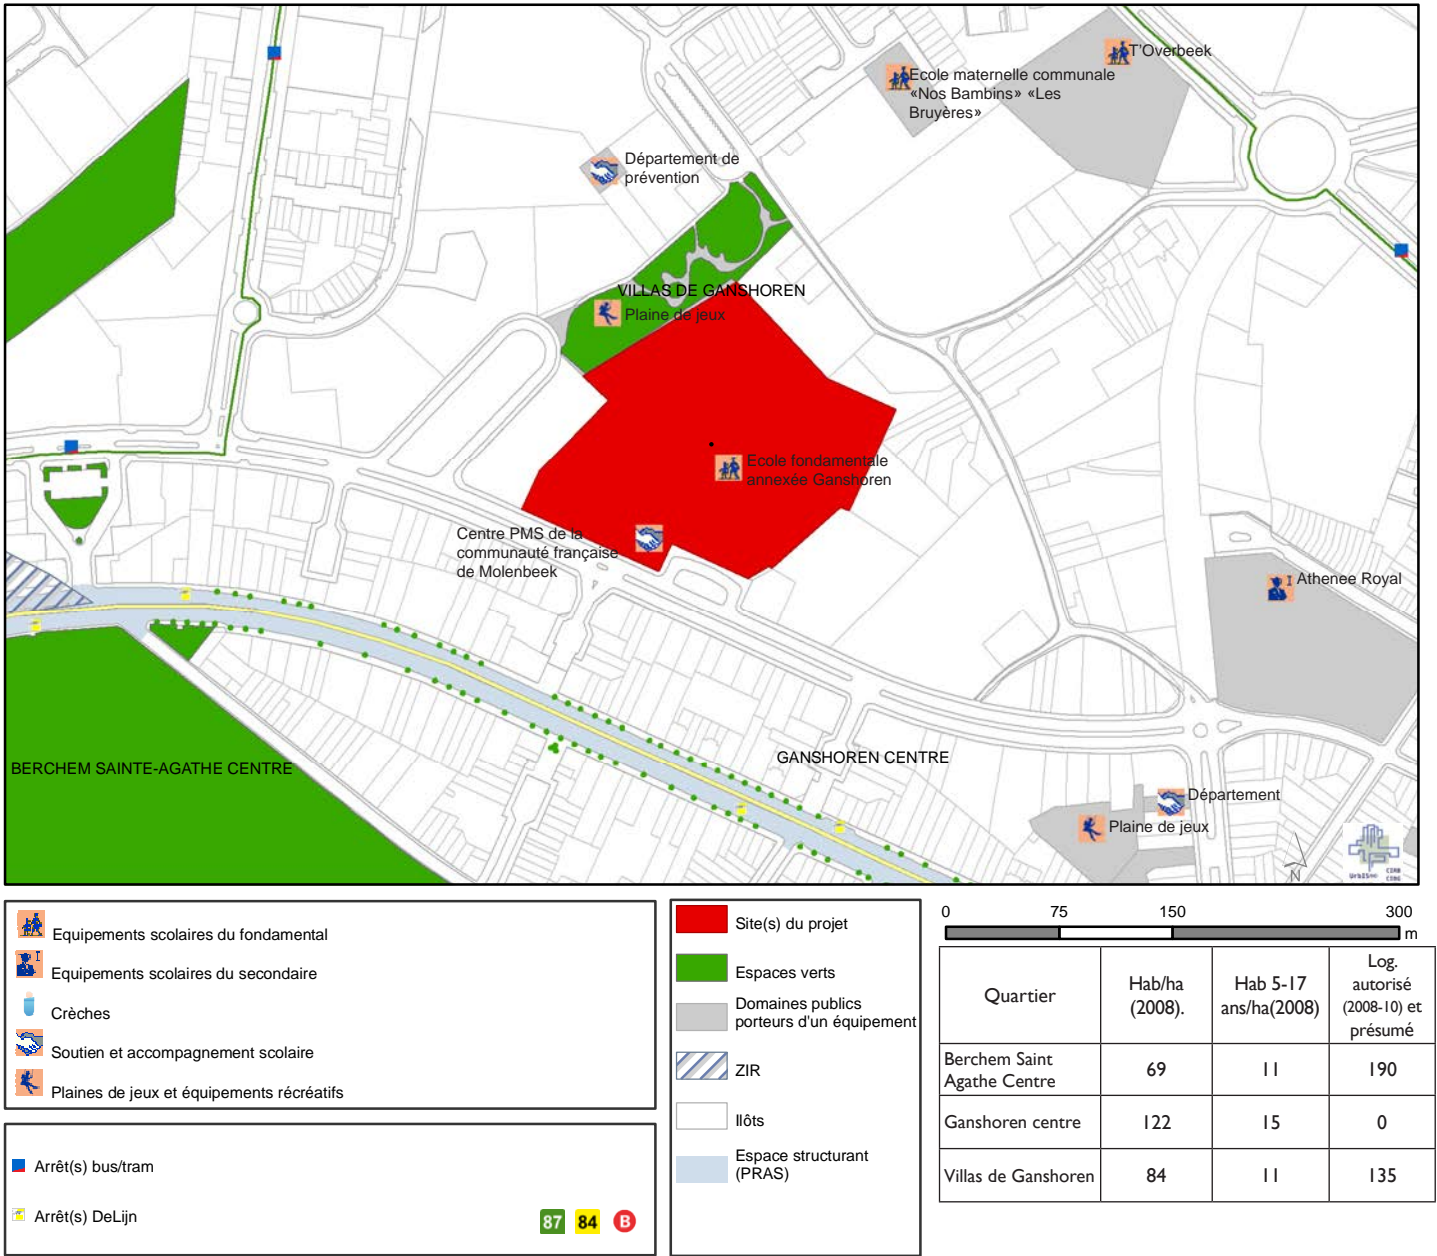 T'Overbeek
Ecole maternelle communale
«Nos Bambins» «Les
Bruyères»
Département de
prévention
VILLAS DE GANSHOREN
Plaine de jeux
Ecole fondamentale
annexée Ganshoren
Centre PMS de la
communauté française
de Molenbeek
Athenee Royal
BERCHEM SAINTE-AGATHE CENTRE
GANSHOREN CENTRE
Département
Plaine de jeux
N
UrbISnc
CIRB
CIBG
Equipements scolaires du fondamental
Equipements scolaires du secondaire
Crèches
Soutien et accompagnement scolaire
Plaines de jeux et équipements récréatifs
Arrêt(s) bus/tram
Arrêt(s) DeLijn
87 84 B
Site(s) du projet
Espaces verts
Domaines publics
porteurs d'un équipement
ZIR
Ilôts
Espace structurant
(PRAS)
0 75 150 300
m
Quartier
Hab/ha
(2008).
Hab 5-17
ans/ha(2008)
Log.
autorisé
(2008-10) et
présumé
Berchem Saint
Agathe Centre
69 11 190
Ganshoren centre 122 15 0
Villas de Ganshoren 84 11 135